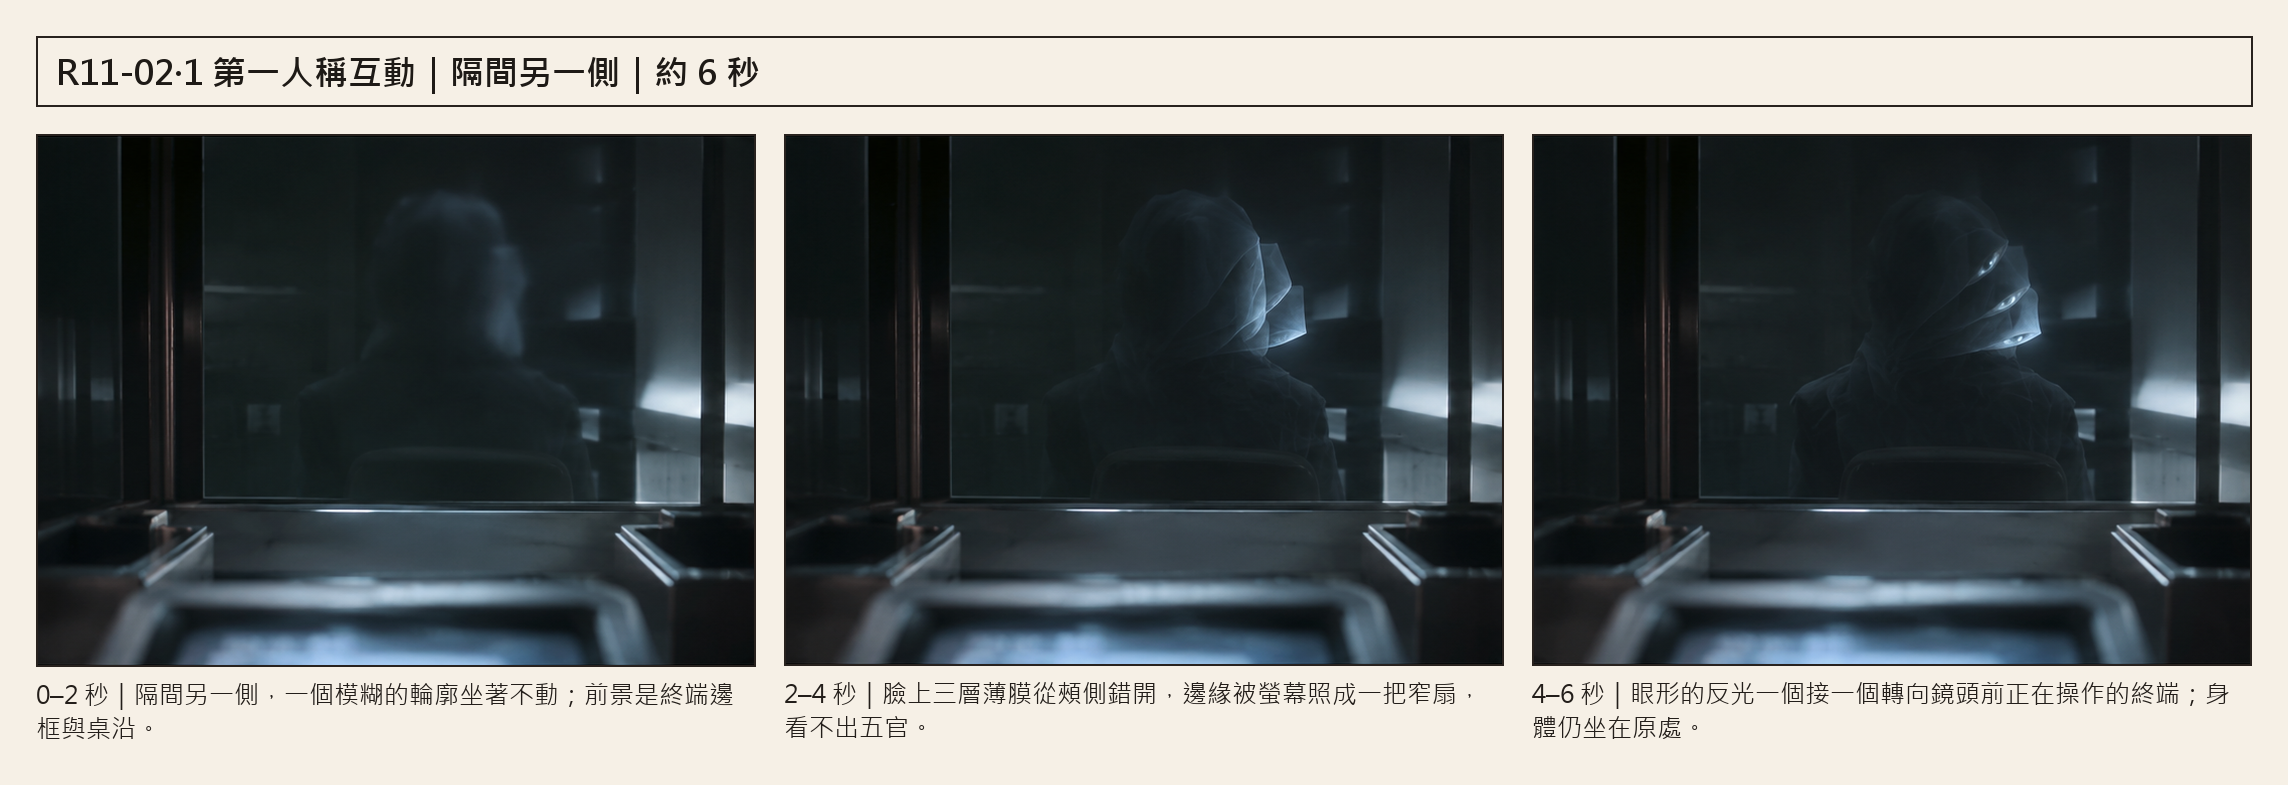 R11-02·1 第一人稱互動｜隔間另一側｜約 6 秒
0–2 秒｜隔間另一側，一個模糊的輪廓坐著不動；前景是終端邊
框與桌沿。
2–4 秒｜臉上三層薄膜從頰側錯開，邊緣被螢幕照成一把窄扇，
看不出五官。
4–6 秒｜眼形的反光一個接一個轉向鏡頭前正在操作的終端；身
體仍坐在原處。